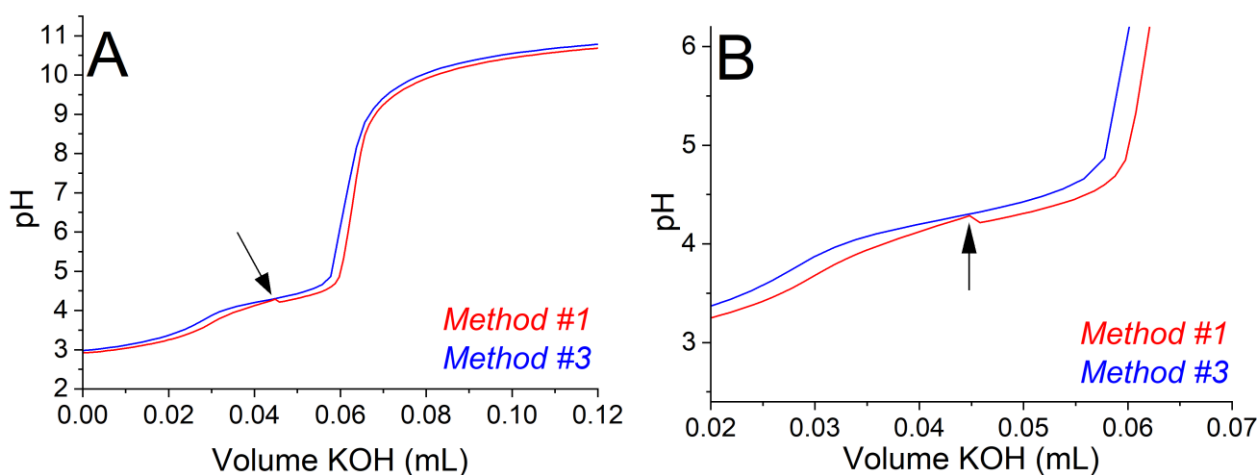 A
pH
11
10
9
8
7
6
5
4
3
2
0.00 0.02 0.04 0.06 0.08 0.10 0.12
Volume KOH (mL)
Method #1
Method #3
B
pH
6
5
4
3
0.02 0.03 0.04 0.05 0.06 0.07
Volume KOH (mL)
Method #1
Method #3